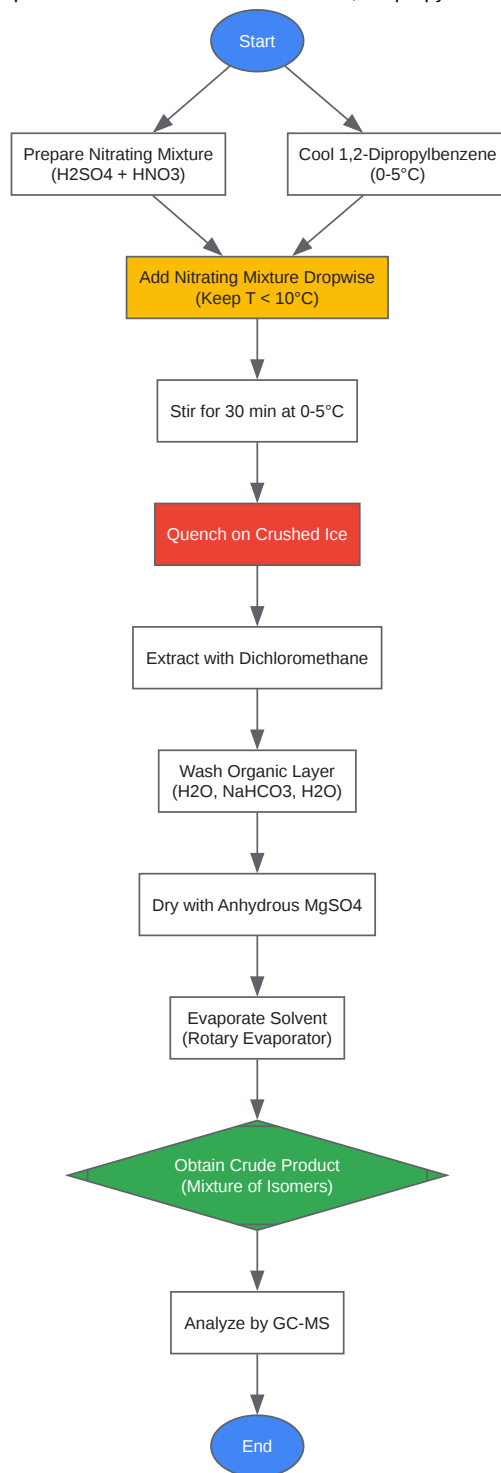 Start
Prepare Nitrating Mixture
(H2SO4 + HNO3)
Cool 1,2-Dipropylbenzene
(0-5°C)
Add Nitrating Mixture Dropwise
(Keep T < 10°C)
Stir for 30 min at 0-5°C
Quench on Crushed Ice
Extract with Dichloromethane
Wash Organic Layer
(H2O, NaHCO3, H2O)
Dry with Anhydrous MgSO4
Evaporate Solvent
(Rotary Evaporator)
Obtain Crude Product
(Mixture of Isomers)
Analyze by GC-MS
End